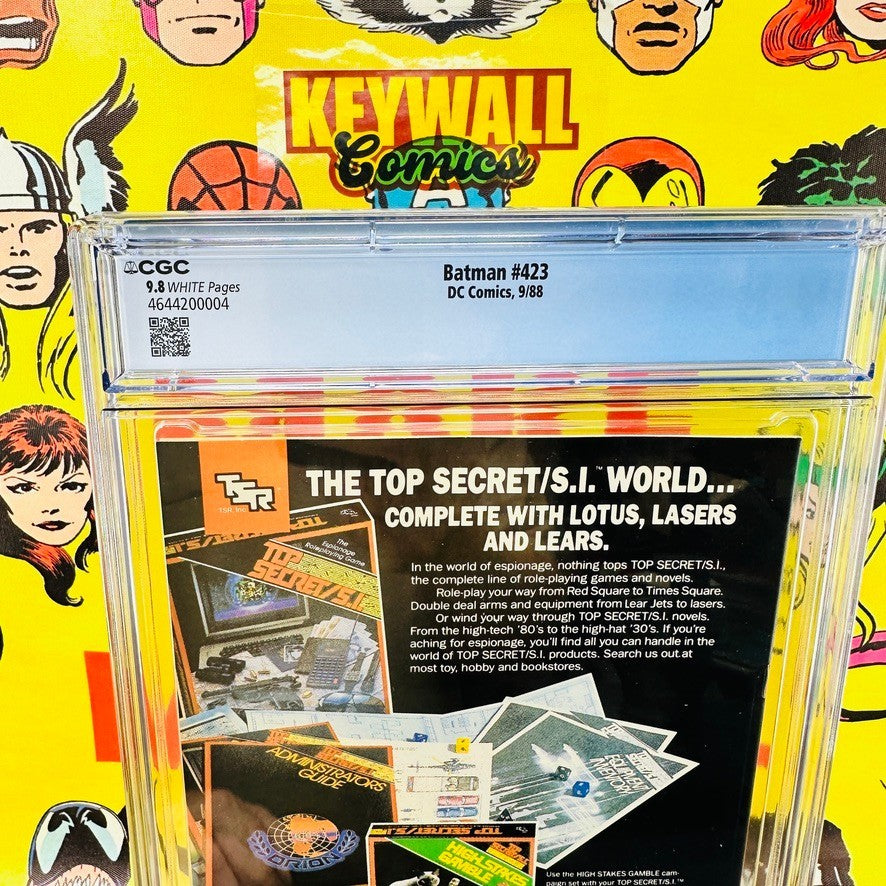 KEYWALL
Comics
CGC
9.8 WHITE Pages
4644200004
Batman #423
DC Comics, 9/88
TSR
TSR, Inc.
THE TOP SECRET/S.I.™ WORLD...
COMPLETE WITH LOTUS, LASERS
AND LEARS.
In the world of espionage, nothing tops TOP SECRET/S.I.,
the complete line of role-playing games and novels.
Role-play your way from Red Square to Times Square.
Double deal arms and equipment from Lear Jets to lasers.
Or wind your way through TOP SECRET/S.I. novels.
From the high-tech '80's to the high-hat '30's. If you're
aching for espionage, you'll find all you can handle in the
world of TOP SECRET/S.I. products. Search us out at
most toy, hobby and bookstores.
TOP SECRET/S.I.
The Espionage
Roleplaying Game
TOP
SECRET/S.I.
ADMINISTRATORS
GUIDE
ORION
EQUIPMENT
INVENTORY
TOP SECRET/S.I.
HIGH STAKES
GAMBLE
Use the HIGH STAKES GAMBLE cam-
paign set with your TOP SECRET/S.I.™